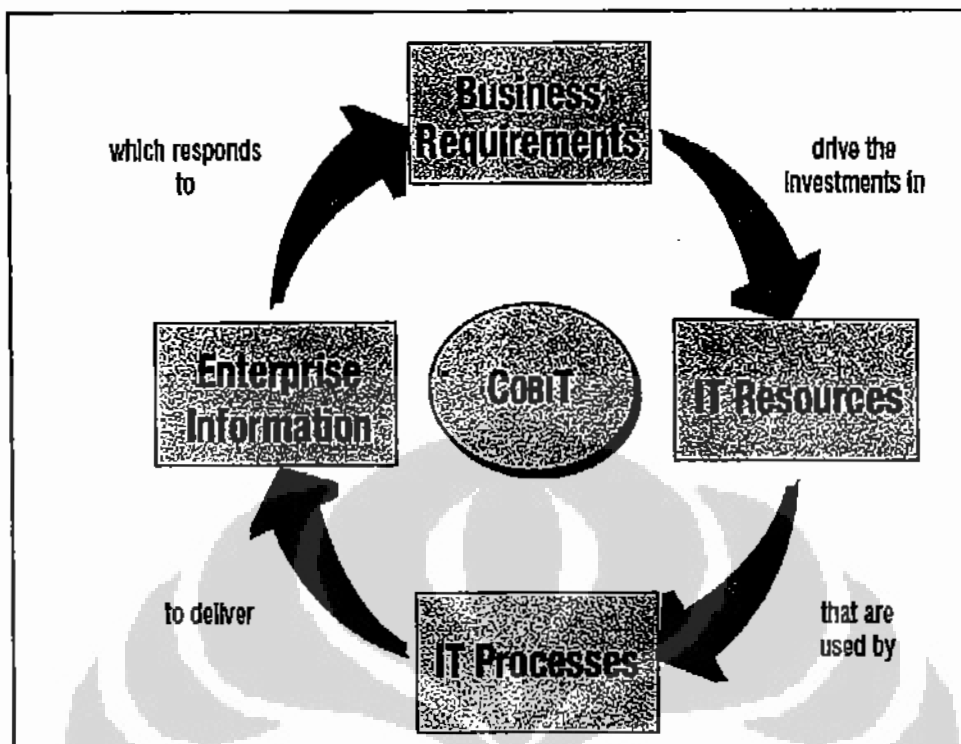 Business
Requirements
which responds
to
drive the
investments in
Enterprise
Information
COBIT
IT Resources
to deliver
IT Processes
that are
used by